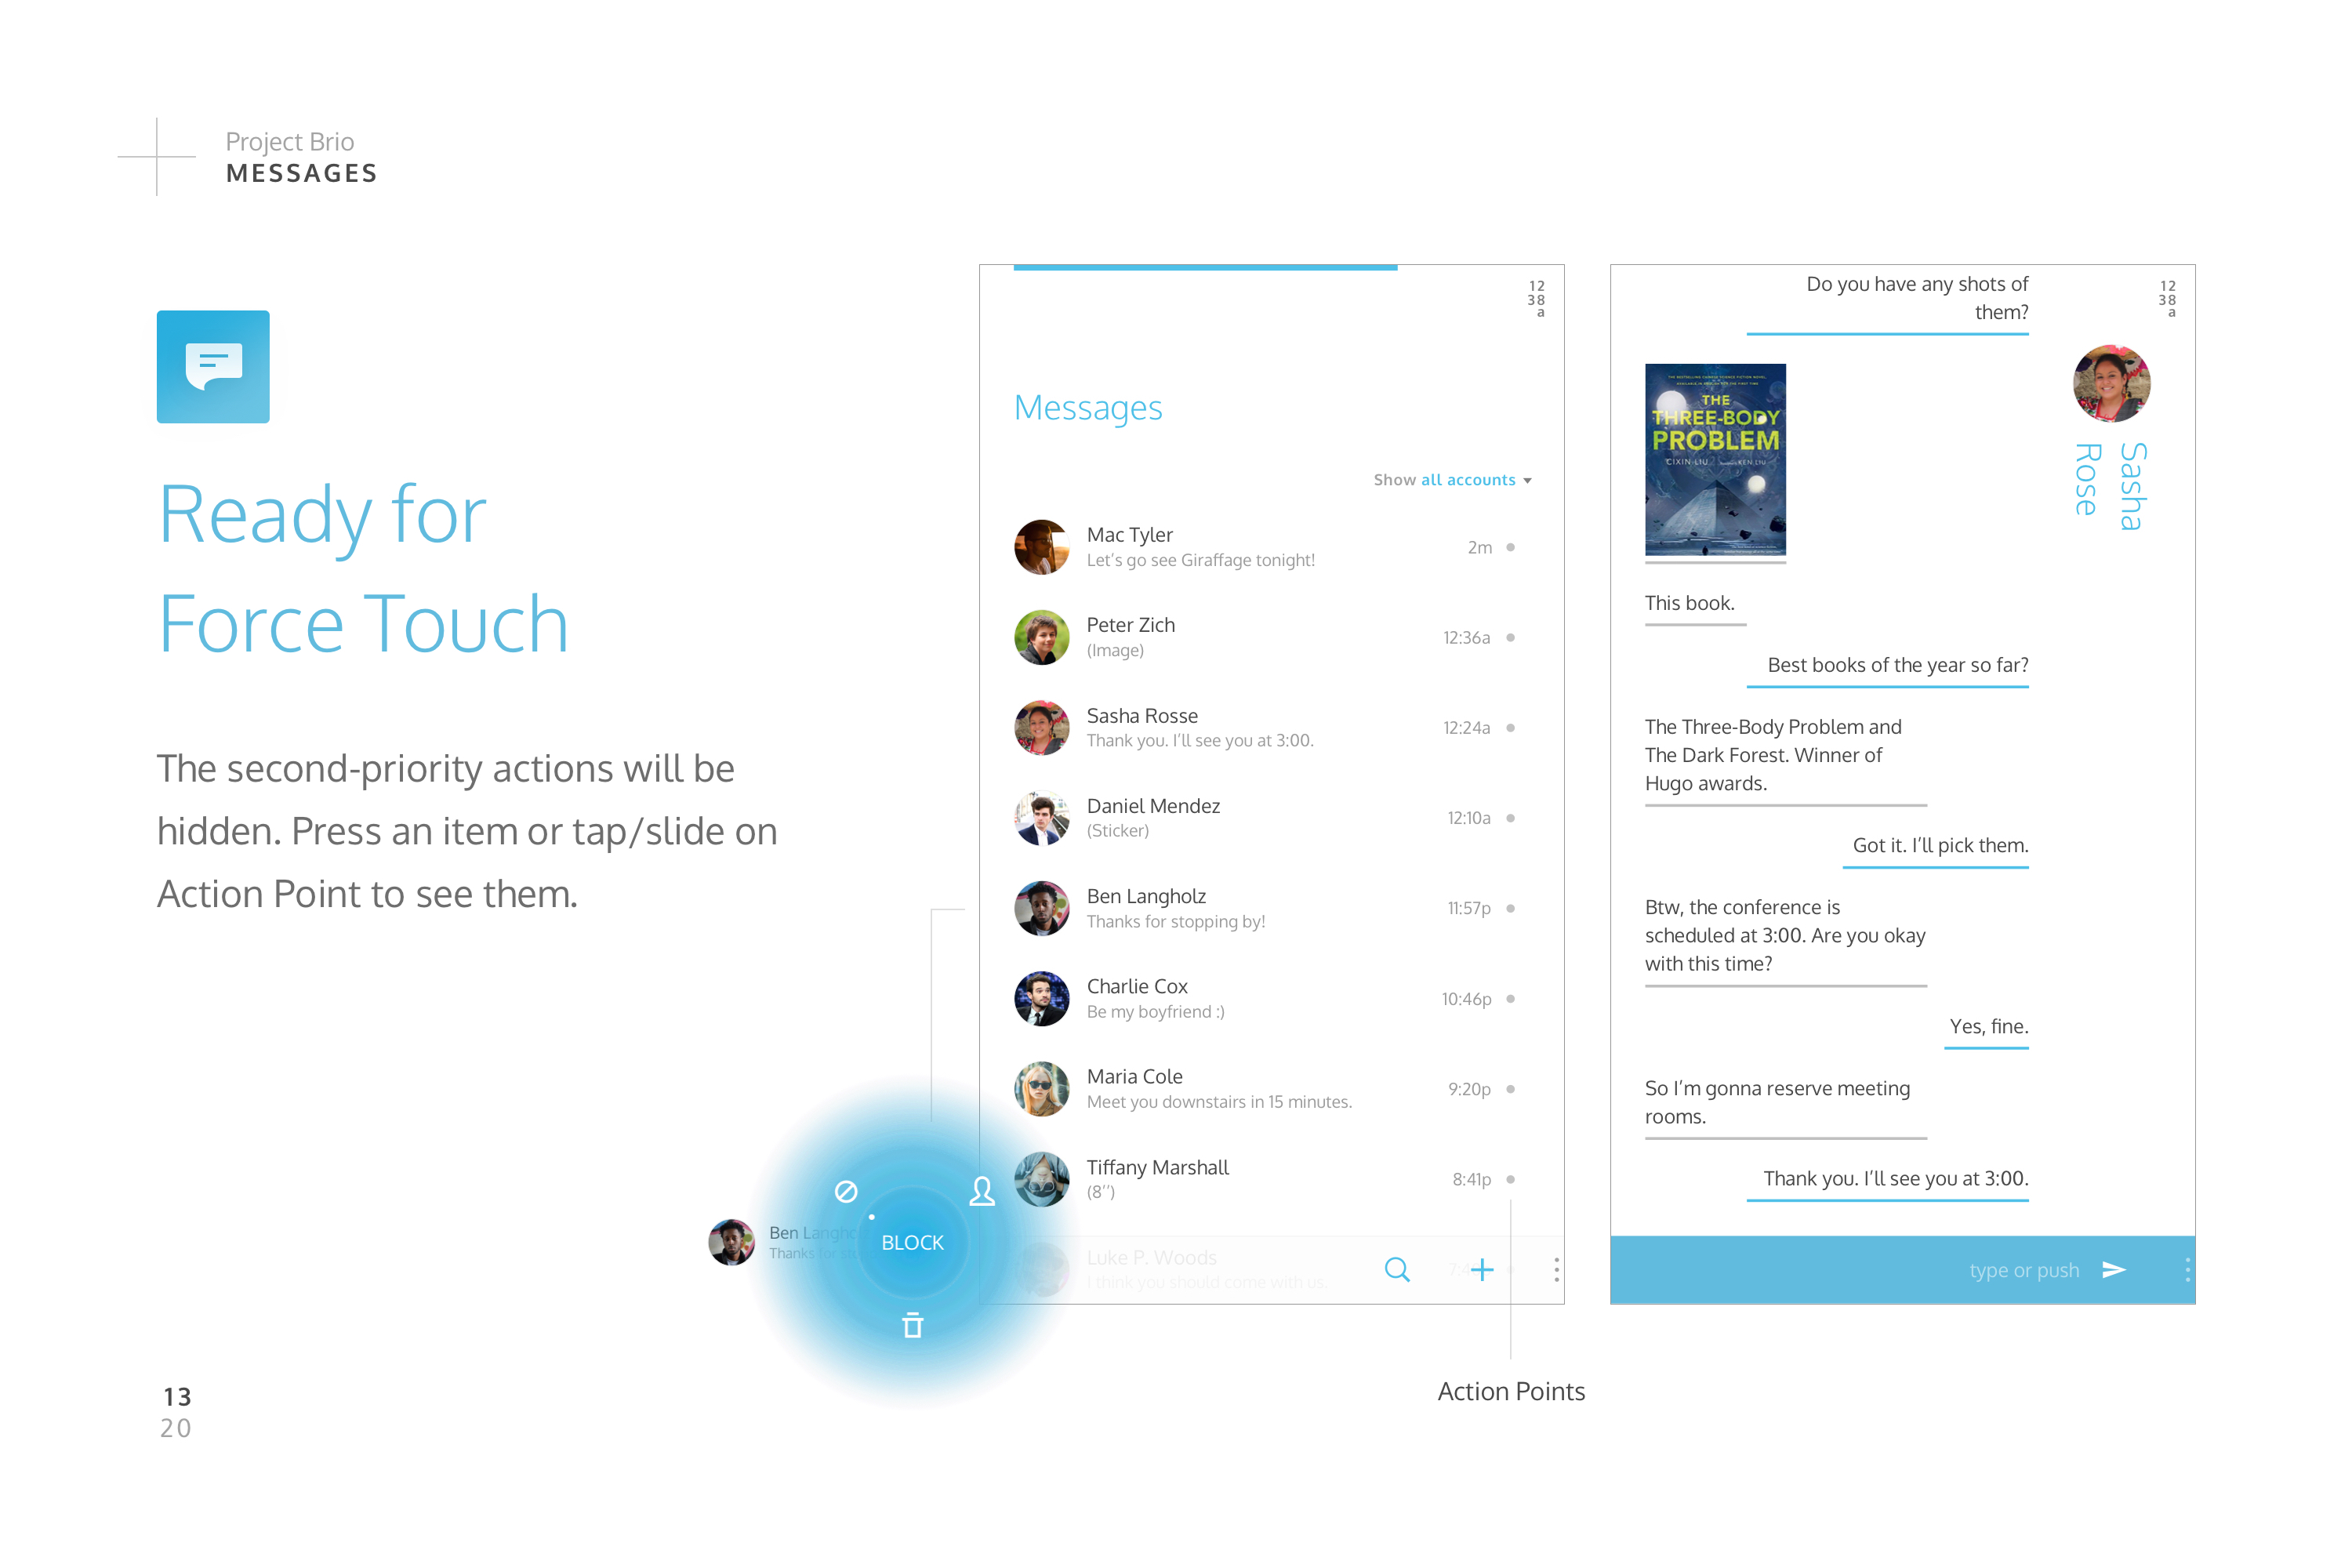 Project Brio
MESSAGES
Ready for
Force Touch
The second-priority actions will be
hidden. Press an item or tap/slide on
Action Point to see them.
13
20
12
38
a
Messages
Show all accounts
Mac Tyler
Let's go see Giraffage tonight!
2m
Peter Zich
(Image)
12:36a
Sasha Rosse
Thank you. I'll see you at 3:00.
12:24a
Daniel Mendez
(Sticker)
12:10a
Ben Langholz
Thanks for stopping by!
11:57p
Charlie Cox
Be my boyfriend :)
10:46p
Maria Cole
Meet you downstairs in 15 minutes.
9:20p
Tiffany Marshall
(8'')
8:41p
Luke P. Woods
I think you should come with us.
Ben Langho
Thanks for st
BLOCK
Action Points
Do you have any shots of
them?
12
38
a
Sasha
Rose
THE
THREE-BODY
PROBLEM
CIXIN LIU
KEN LIU
This book.
Best books of the year so far?
The Three-Body Problem and
The Dark Forest. Winner of
Hugo awards.
Got it. I'll pick them.
Btw, the conference is
scheduled at 3:00. Are you okay
with this time?
Yes, fine.
So I'm gonna reserve meeting
rooms.
Thank you. I'll see you at 3:00.
type or push